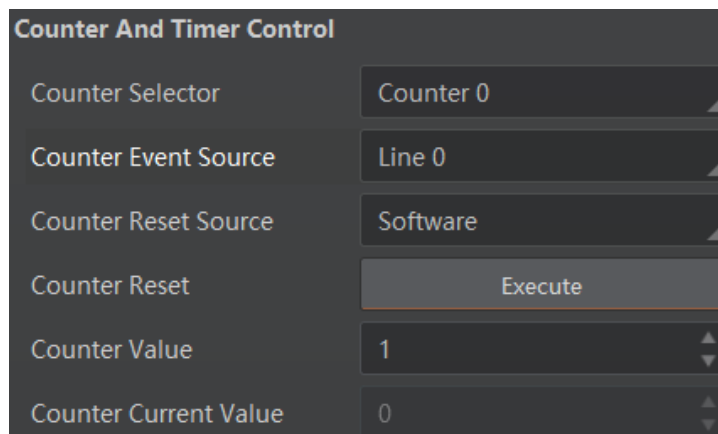 Counter And Timer Control
Counter Selector Counter 0
Counter Event Source Line 0
Counter Reset Source Software
Counter Reset Execute
Counter Value 1
Counter Current Value 0